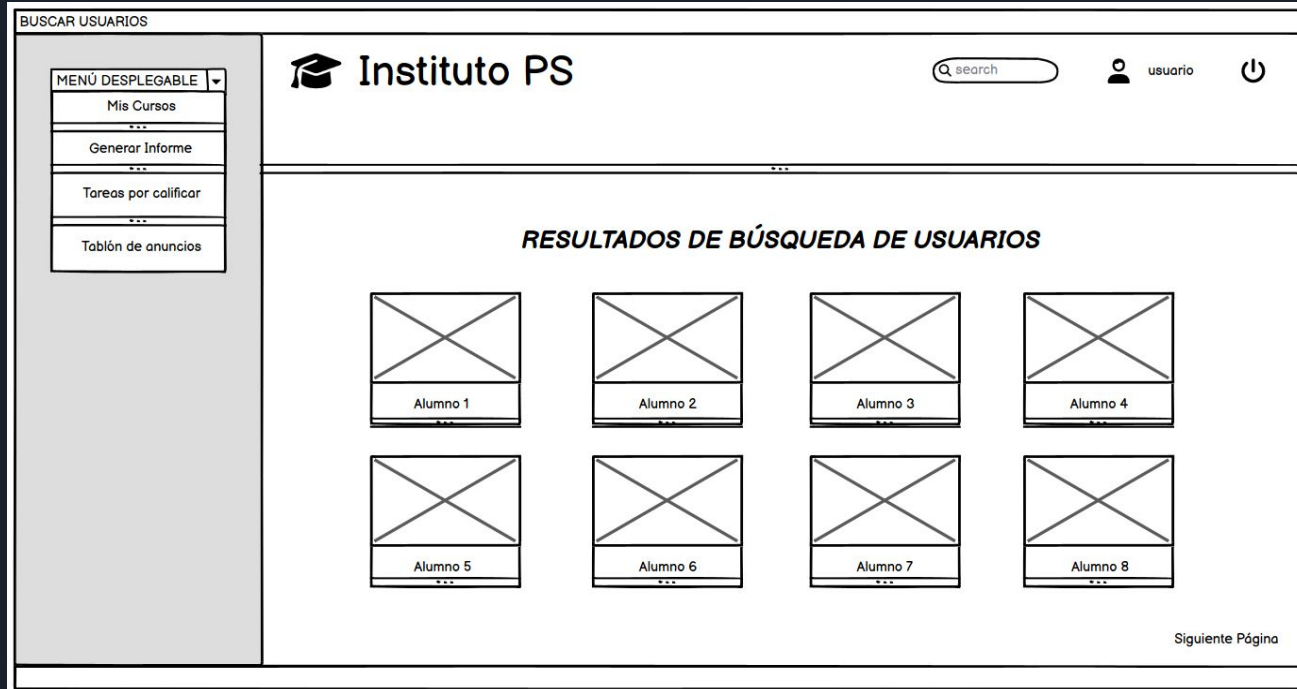 BUSCAR USUARIOS
MENÚ DESPLEGABLE
Mis Cursos
Generar Informe
Tareas por calificar
Tablón de anuncios
Instituto PS
search
usuario
RESULTADOS DE BÚSQUEDA DE USUARIOS
Alumno 1
Alumno 2
Alumno 3
Alumno 4
Alumno 5
Alumno 6
Alumno 7
Alumno 8
Siguiente Página